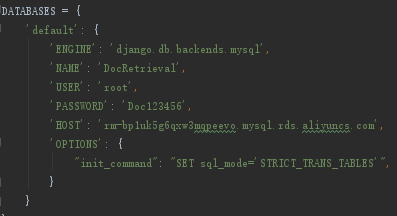 DATABASES = {
'default': {
'ENGINE': 'django.db.backends.mysql',
'NAME': 'DocRetrieval',
'USER': 'root',
'PASSWORD': 'Doc123456',
'HOST': 'rm-bp1uk5g6qxw3mqpeevo.mysql.rds.aliyuncs.com',
'OPTIONS': {
"init_command": "SET sql_mode='STRICT_TRANS_TABLES'",
}
}